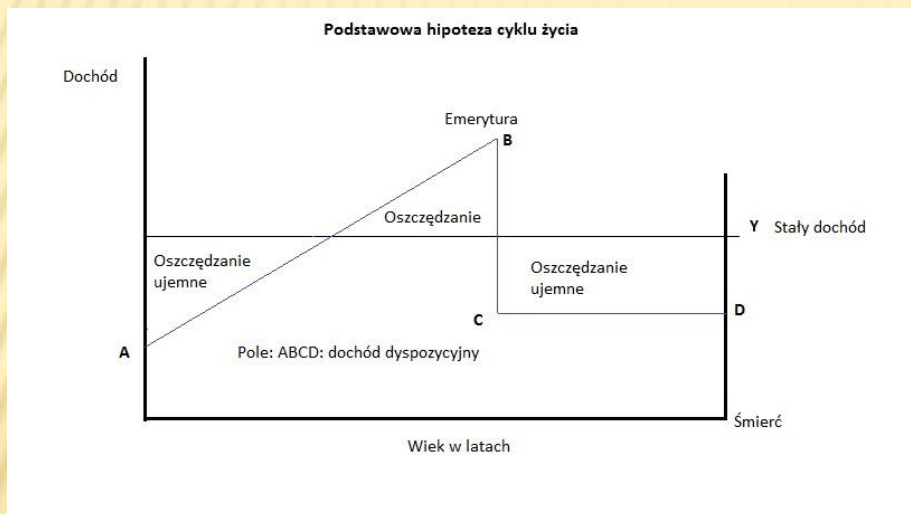 Podstawowa hipoteza cyklu życia
Dochód
Emerytura
B
Oszczędzanie
Y Stały dochód
Oszczędzanie
ujemne
Oszczędzanie
ujemne
C
D
A
Pole: ABCD: dochód dyspozycyjny
Śmierć
Wiek w latach